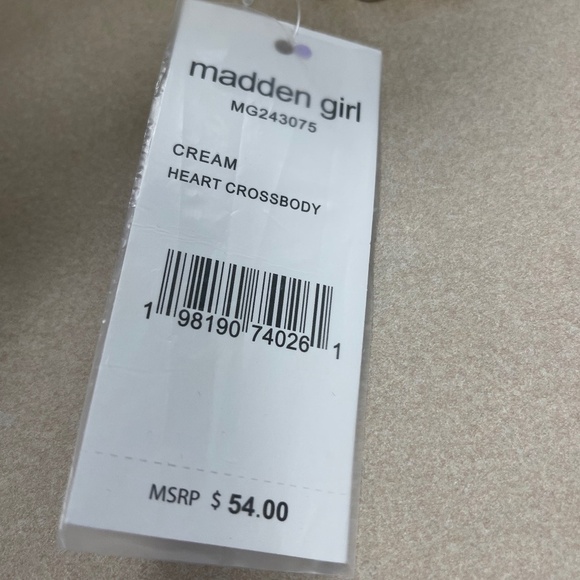 madden girl
MG243075
CREAM
HEART CROSSBODY
1 98190 74026 1
MSRP $ 54.00